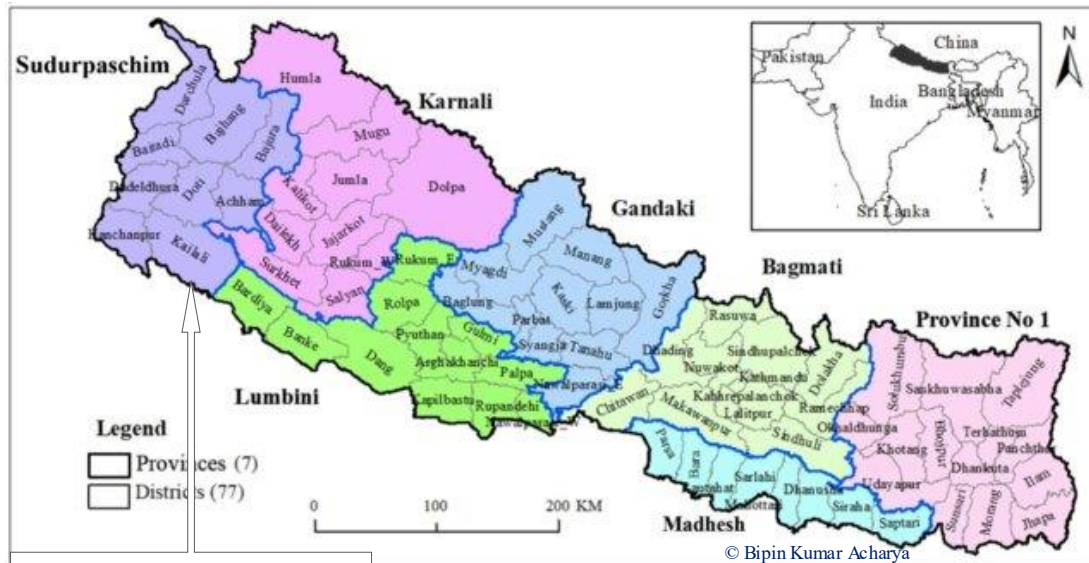 Sudurpaschim
Karnali
Gandaki
Bagmati
Province No 1
Lumbini
Madhesh
China
Pakistan
India
Bangladesh
Myanmar
Sri Lanka
N
Humla
Darchula
Bajhang
Bajura
Mugu
Baitadi
Jumla
Dolpa
Dadeldhura
Doti
Achham
Kalikot
Kanchanpur
Kailali
Dailekh
Jajarkot
Surkhet
Rukum_W
Rukum_E
Salyan
Mustang
Manang
Myagdi
Kaski
Lamjung
Gorkha
Baglung
Parbat
Syangja
Tanahu
Nawalparasi_E
Bardiya
Banke
Dang
Rolpa
Pyuthan
Gulmi
Arghakhanchi
Palpa
Kapilbastu
Rupandehi
Nawalparasi_W
Rasuwa
Dhading
Nuwakot
Sindhupalchok
Kathmandu
Dolakha
Kabhrepalanchok
Lalitpur
Ramechhap
Chitawan
Makawanpur
Sindhuli
Solukhumbu
Sankhuwasabha
Taplejung
Okhaldhunga
Khotang
Bhojpur
Terhathum
Panchthar
Dhankuta
Ilam
Udayapur
Sunsari
Morang
Jhapa
Parsa
Bara
Rautahat
Sarlahi
Mahottari
Dhanusha
Siraha
Saptari
Legend
Provinces (7)
Districts (77)
0 100 200 KM
© Bipin Kumar Acharya